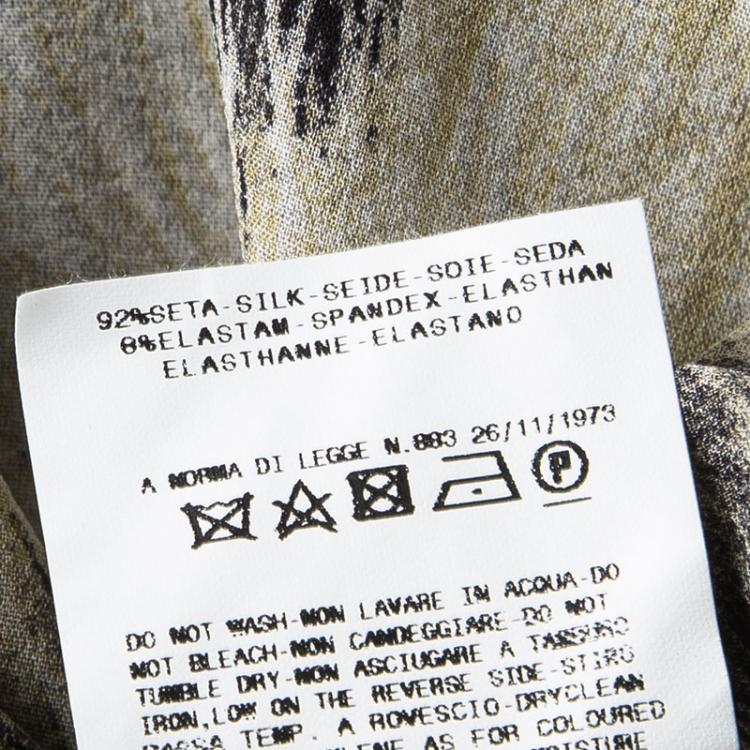 92%SETA-SILK-SEIDE-SOIE-SEDA
8%ELASTAM-SPANDEX-ELASTHAN
ELASTHANNE-ELASTANO
A NORMA DI LEGGE N.883 26/11/1973
P
DO NOT WASH-NON LAVARE IN ACQUA-DO
NOT BLEACH-NON CANDEGGIARE-DO NOT
TUMBLE DRY-NON ASCIUGARE A
IRON,LOW ON THE REVERSE SIDE-
BASSA TEMP. A ROVESCIO-DRYCLEAN
AS FOR COLOURED